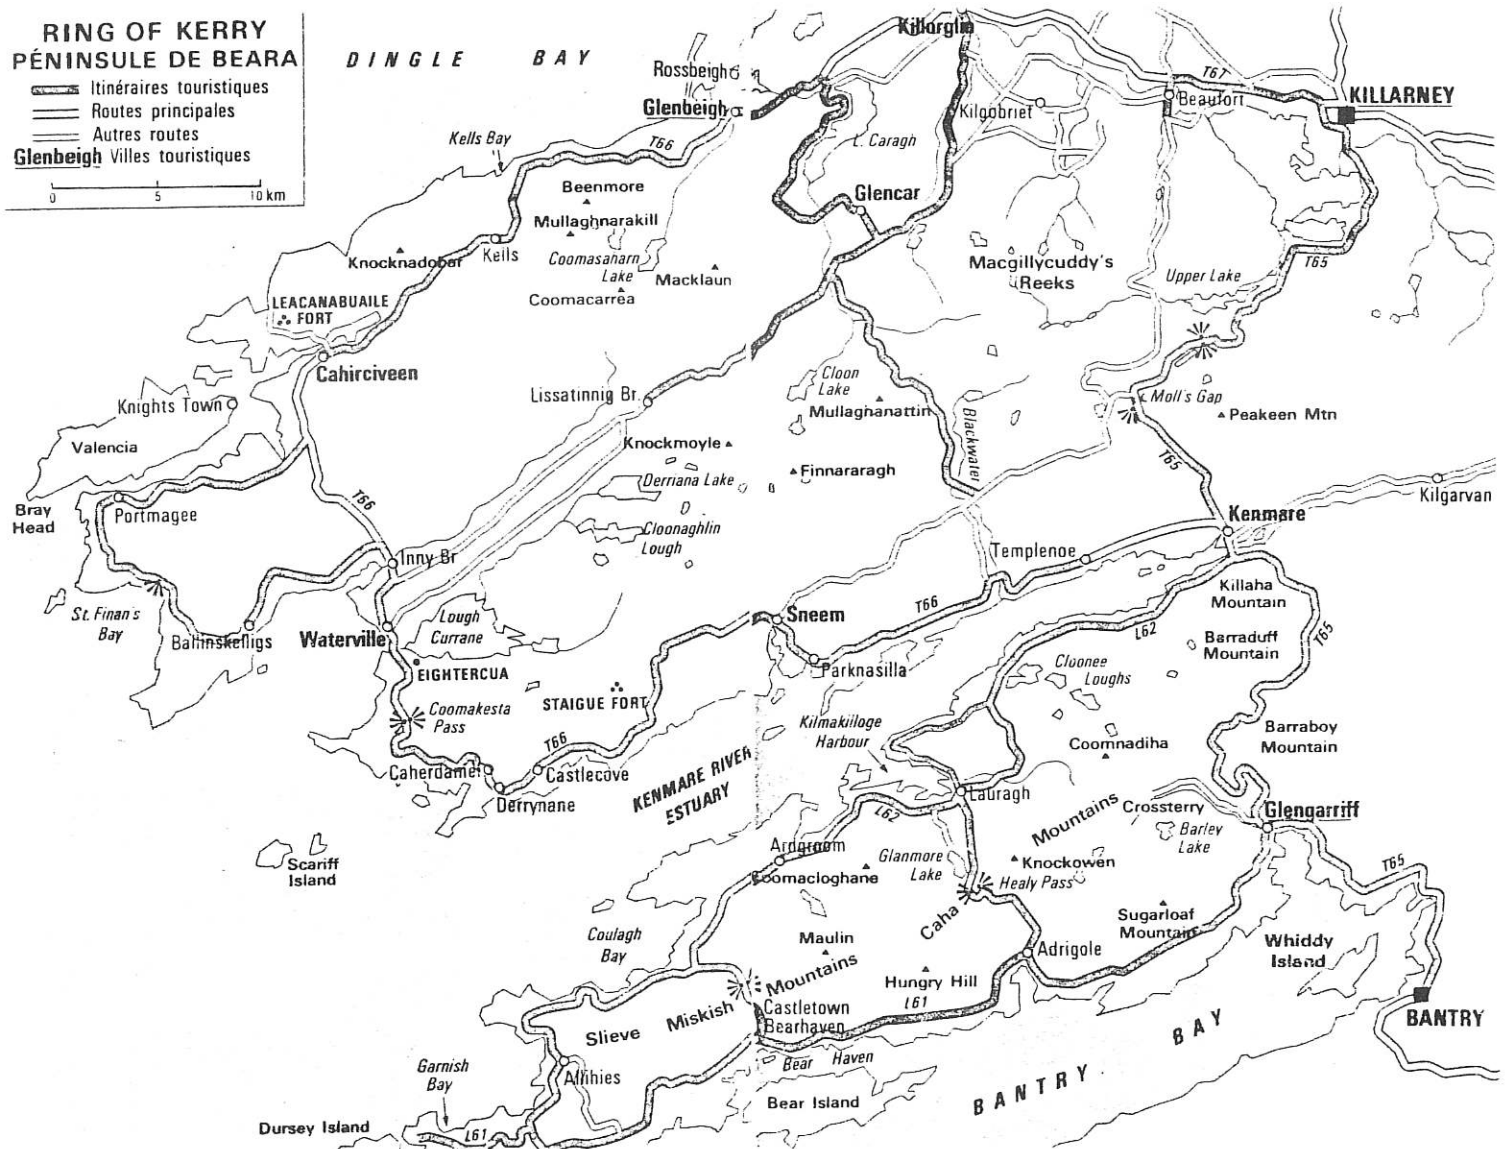 RING OF KERRY
PÉNINSULE DE BEARA
Itinéraires touristiques
Routes principales
Autres routes
Glenbeigh Villes touristiques
0 5 10 km
DINGLE BAY
Killorglin
Rossbeigh
Glenbeigh
T67
KILLARNEY
Beaufort
Kilgobriet
Kells Bay
T66
L. Caragh
Beenmore
Glencar
Mullaghnarakill
Kells
Coomasaharn
Lake
Knocknadobar
Macklaun
Macgillycuddy's
Reeks
Upper Lake
T65
Coomacarrea
LEACANABUAILE
FORT
Cahirciveen
Cloon
Lake
Lissatinnig Br.
Mullaghanattin
Moll's Gap
Peakeen Mtn
Knights Town
Valencia
Knockmoyle
Blackwater
T65
Derriana Lake
Finnararagh
Kilgarvan
Bray
Head
Portmagee
T66
Cloonaghlin
Lough
Kenmare
Inny Br
Templenoe
St. Finan's
Bay
Ballinskelligs
Waterville
Lough
Currane
Sneem
T66
L62
Killaha
Mountain
T65
Barraduff
Mountain
EIGHTERCUA
Parknasilla
Cloonee
Loughs
STAIGUE FORT
Coomakesta
Pass
Kilmakilloge
Harbour
T66
Coomnadiha
Barraboy
Mountain
Caherdaniel
Castlecove
Derrynane
KENMARE RIVER
ESTUARY
Lauragh
L62
Mountains
Crossterry
Glengarriff
Barley
Lake
Scariff
Island
Ardgroom
Glanmore
Lake
Knockowen
Healy Pass
T65
Coomacloghane
Caha
Sugarloaf
Mountain
Coulagh
Bay
Maulin
Adrigole
Whiddy
Island
Mountains
Hungry Hill
L61
Slieve Miskish
Castletown
Bearhaven
BANTRY
Garnish
Bay
Allihies
Bear Haven
Bear Island
BANTRY BAY
Dursey Island
L61